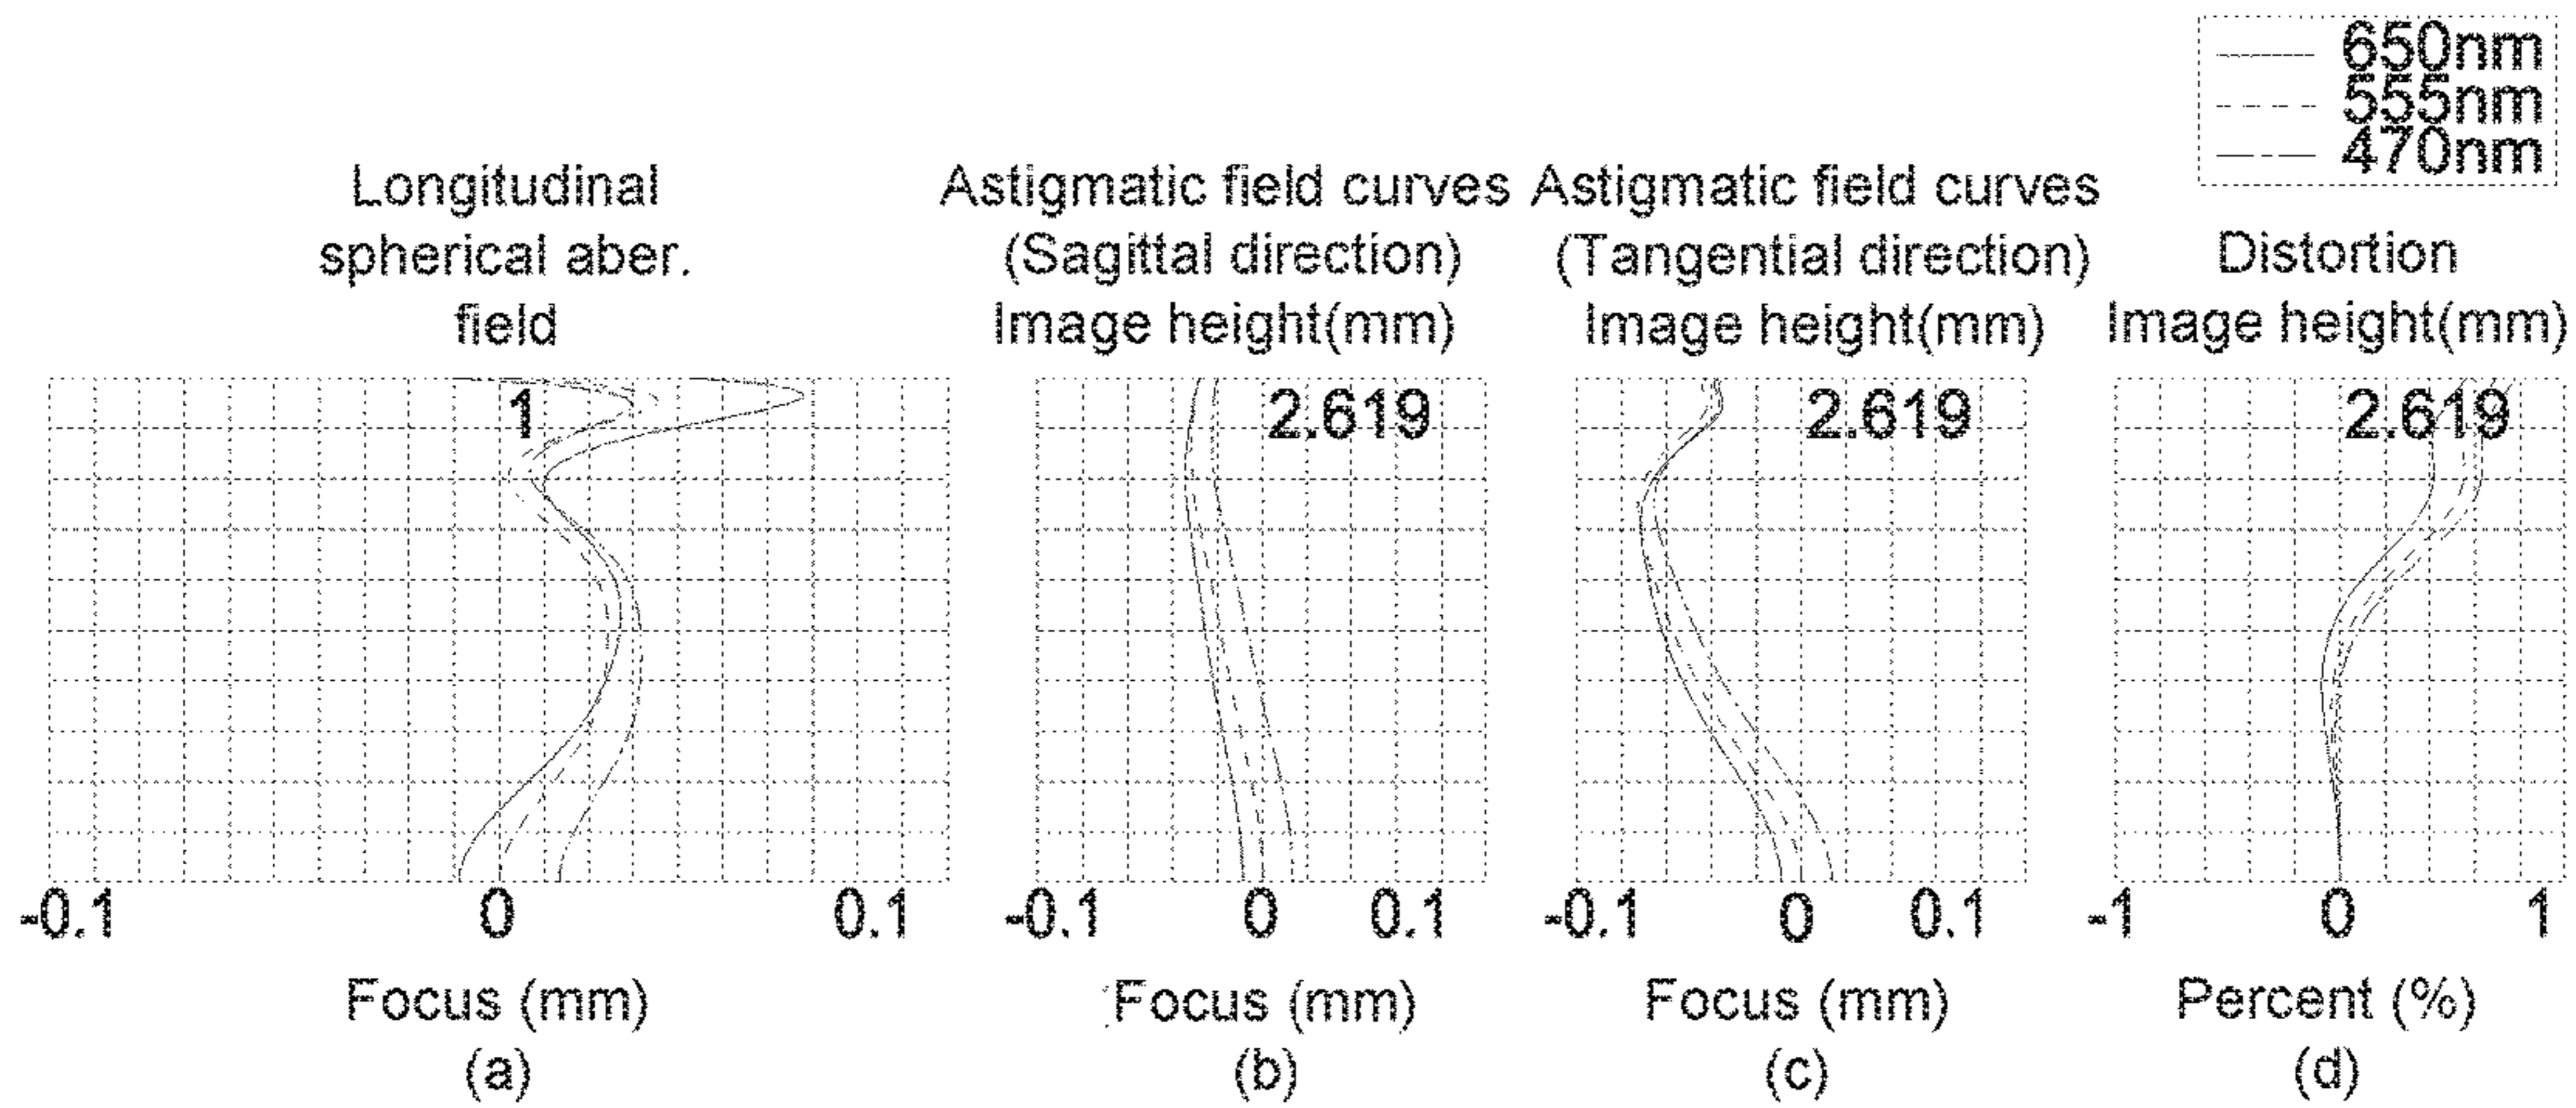 650nm
555nm
470nm
Longitudinal
spherical aber.
field
Astigmatic field curves
(Sagittal direction)
Image height(mm)
Astigmatic field curves
(Tangential direction)
Image height(mm)
Distortion
Image height(mm)
1
2.619
2.619
2.619
-0.1 0 0.1
-0.1 0 0.1
-0.1 0 0.1
-1 0 1
Focus (mm)
Focus (mm)
Focus (mm)
Percent (%)
(a)
(b)
(c)
(d)